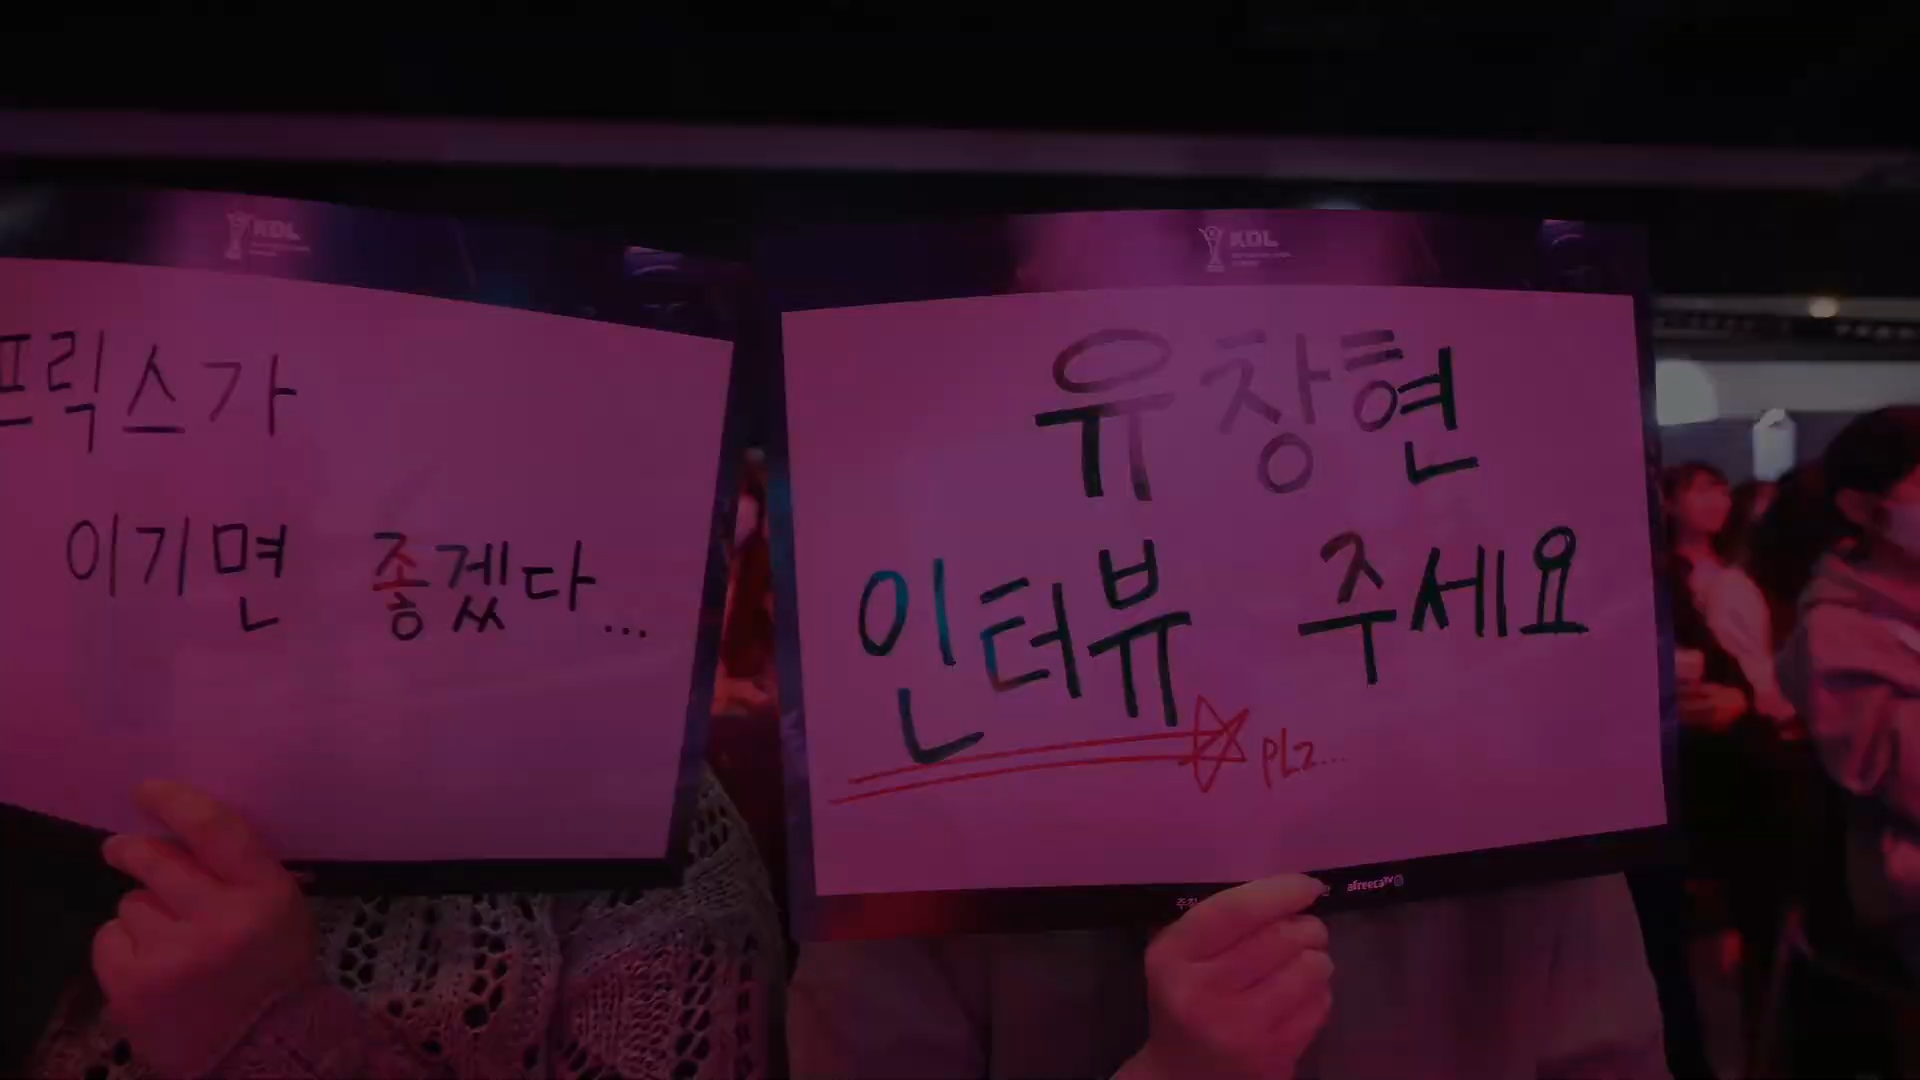 KDL
프릭스가
이기면 좋겠다...
KDL
유창현
인터뷰 주세요
PLZ...
afreecaTV